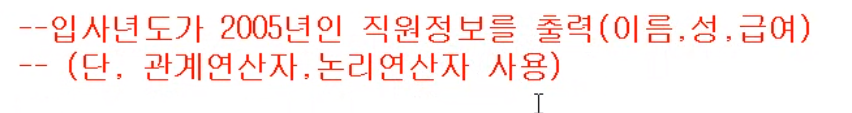 --입사년도가 2005년인 직원정보를 출력(이름,성,급여)
-- (단, 관계연산자,논리연산자 사용)